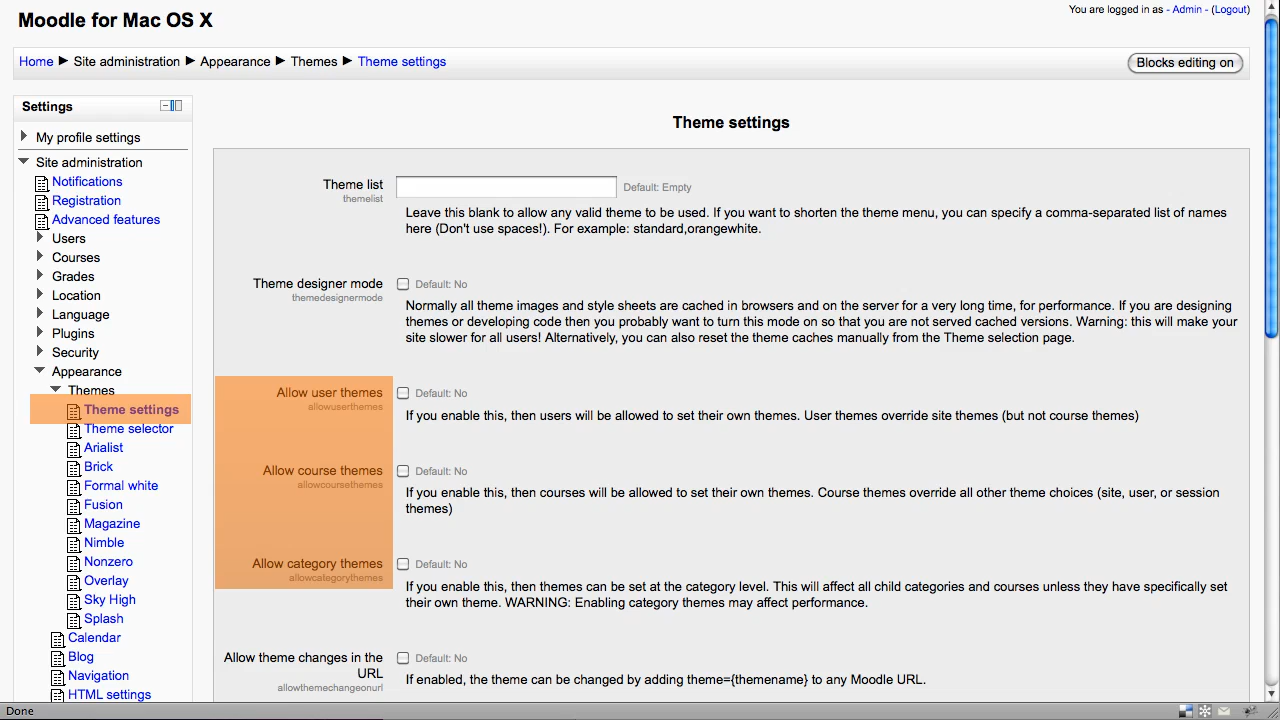 Moodle for Mac OS X
You are logged in as - Admin - (Logout)
Home ► Site administration ► Appearance ► Themes ► Theme settings
Blocks editing on
Settings
My profile settings
Site administration
Notifications
Registration
Advanced features
Users
Courses
Grades
Location
Language
Plugins
Security
Appearance
Themes
Theme settings
Theme selector
Arialist
Brick
Formal white
Fusion
Magazine
Nimble
Nonzero
Overlay
Sky High
Splash
Calendar
Blog
Navigation
HTML settings
Theme settings
Theme list
themelist
Default: Empty
Leave this blank to allow any valid theme to be used. If you want to shorten the theme menu, you can specify a comma-separated list of names
here (Don't use spaces!). For example: standard,orangewhite.
Theme designer mode
themedesignermode
Default: No
Normally all theme images and style sheets are cached in browsers and on the server for a very long time, for performance. If you are designing
themes or developing code then you probably want to turn this mode on so that you are not served cached versions. Warning: this will make your
site slower for all users! Alternatively, you can also reset the theme caches manually from the Theme selection page.
Allow user themes
allowuserthemes
Default: No
If you enable this, then users will be allowed to set their own themes. User themes override site themes (but not course themes)
Allow course themes
allowcoursethemes
Default: No
If you enable this, then courses will be allowed to set their own themes. Course themes override all other theme choices (site, user, or session
themes)
Allow category themes
allowcategorythemes
Default: No
If you enable this, then themes can be set at the category level. This will affect all child categories and courses unless they have specifically set
their own theme. WARNING: Enabling category themes may affect performance.
Allow theme changes in the
URL
allowthemechangeonurl
Default: No
If enabled, the theme can be changed by adding theme={themename} to any Moodle URL.
Done